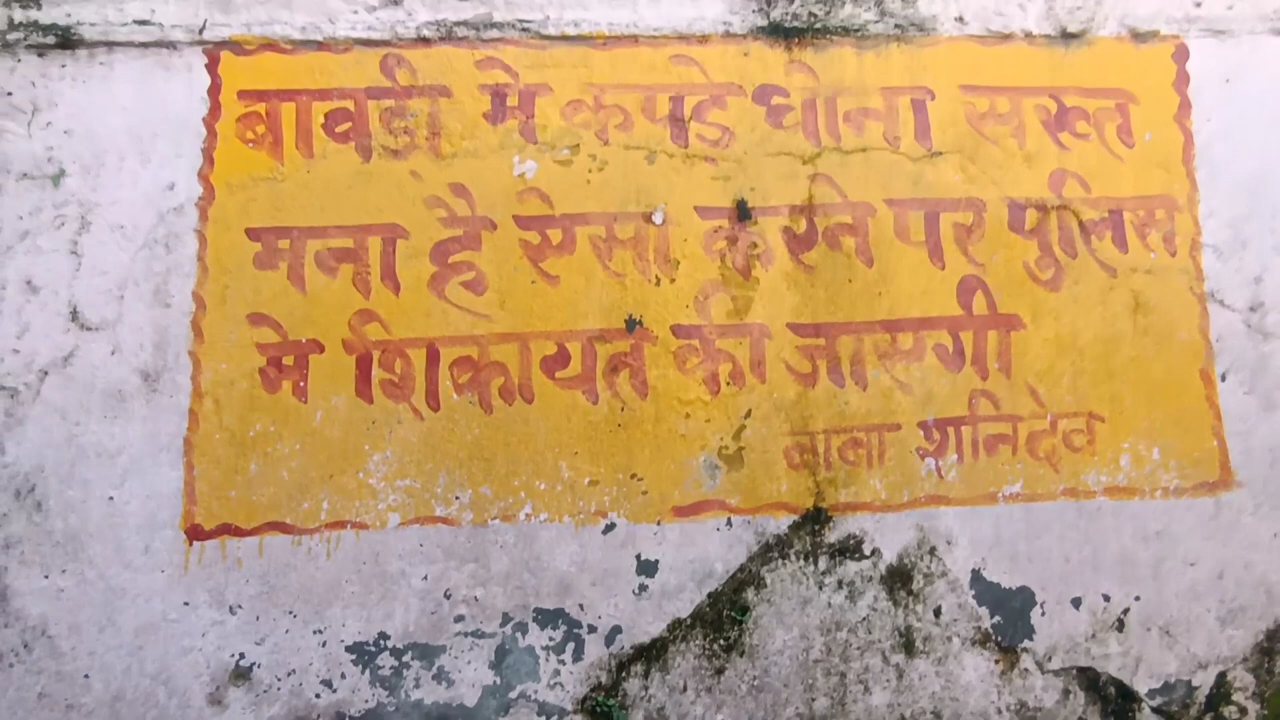 बावडी मे कपड़े धोना सख्त
मना है ऐसा करने पर पुलिस
मे शिकायत की जाएगी
बाबा शनिदेव